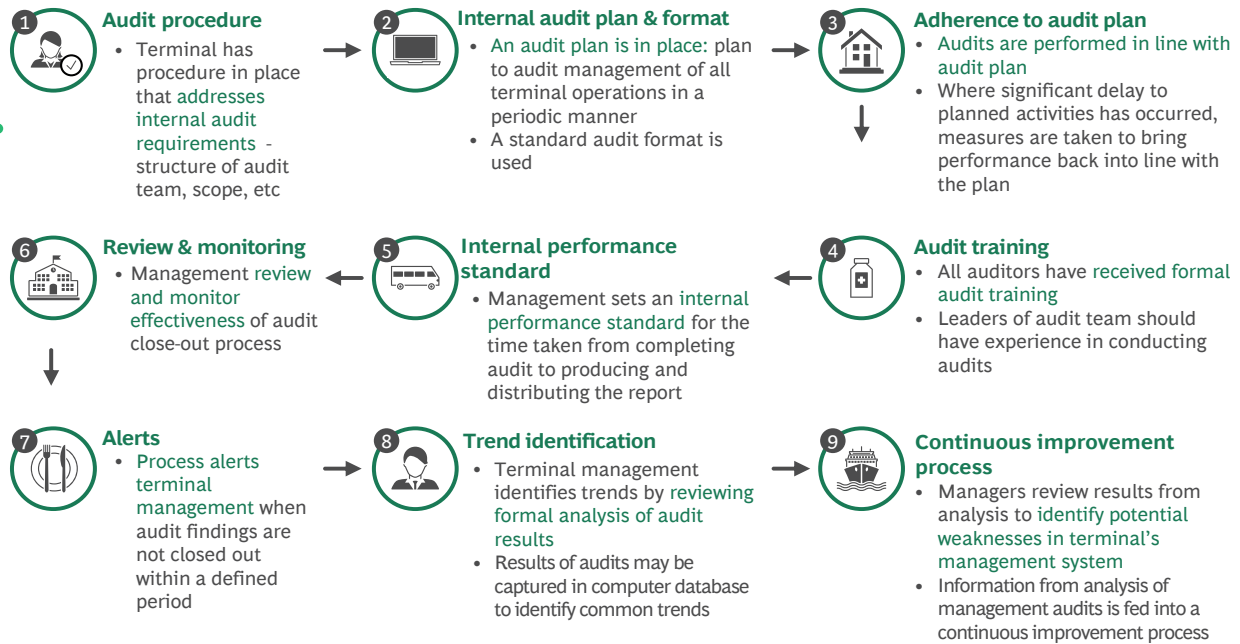 1
Audit procedure
• Terminal has
procedure in place
that addresses
internal audit
requirements -
structure of audit
team, scope, etc
2
Internal audit plan & format
• An audit plan is in place: plan
to audit management of all
terminal operations in a
periodic manner
• A standard audit format is
used
3
Adherence to audit plan
• Audits are performed in line with
audit plan
• Where significant delay to
planned activities has occurred,
measures are taken to bring
performance back into line with
the plan
4
Audit training
• All auditors have received formal
audit training
• Leaders of audit team should
have experience in conducting
audits
5
Internal performance
standard
• Management sets an internal
performance standard for the
time taken from completing
audit to producing and
distributing the report
6
Review & monitoring
• Management review
and monitor
effectiveness of audit
close-out process
7
Alerts
• Process alerts
terminal
management when
audit findings are
not closed out
within a defined
period
8
Trend identification
• Terminal management
identifies trends by reviewing
formal analysis of audit
results
• Results of audits may be
captured in computer database
to identify common trends
9
Continuous improvement
process
• Managers review results from
analysis to identify potential
weaknesses in terminal’s
management system
• Information from analysis of
management audits is fed into a
continuous improvement process